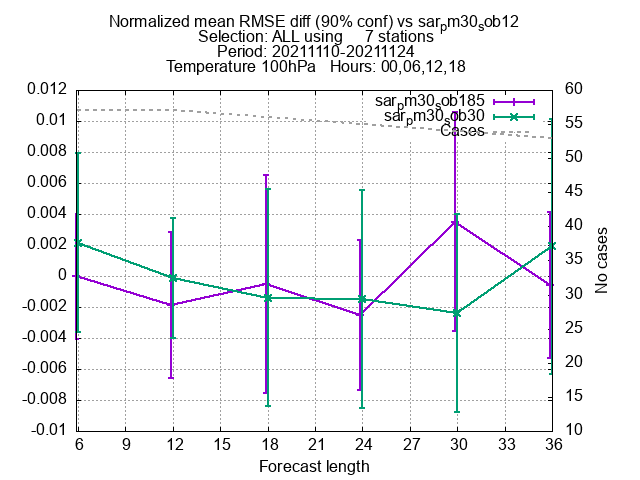 Normalized mean RMSE diff (90% conf) vs sarpm30sob12
Selection: ALL using 7 stations
Period: 20211110-20211124
Temperature 100hPa Hours: 00,06,12,18
0.012
0.01
0.008
0.006
0.004
0.002
0
-0.002
-0.004
-0.006
-0.008
-0.01
sarpm30sob185
sarpm30sob30
Cases
60
55
50
45
40
35
30
25
20
15
10
No cases
6 9 12 15 18 21 24 27 30 33 36
Forecast length